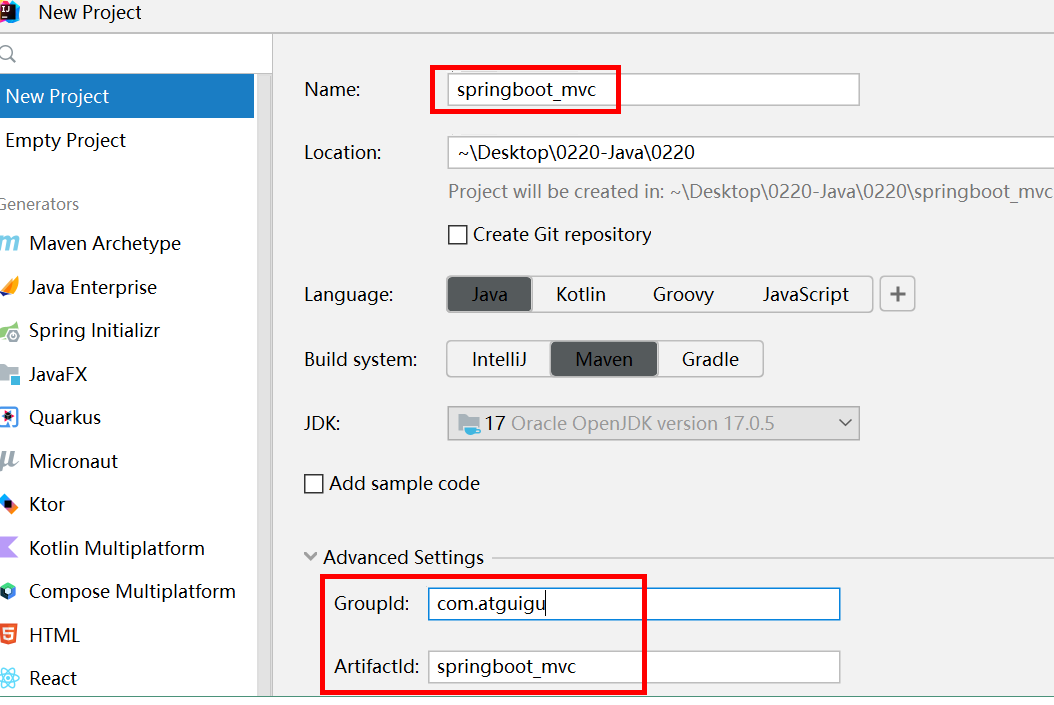 New Project
New Project
Empty Project
Generators
Maven Archetype
Java Enterprise
Spring Initializr
JavaFX
Quarkus
Micronaut
Ktor
Kotlin Multiplatform
Compose Multiplatform
HTML
React
Name: springboot_mvc
Location: ~\Desktop\0220-Java\0220
Project will be created in: ~\Desktop\0220-Java\0220\springboot_mvc
Create Git repository
Language: Java Kotlin Groovy JavaScript +
Build system: IntelliJ Maven Gradle
JDK: 17 Oracle OpenJDK version 17.0.5
Add sample code
Advanced Settings
GroupId: com.atguigu
ArtifactId: springboot_mvc